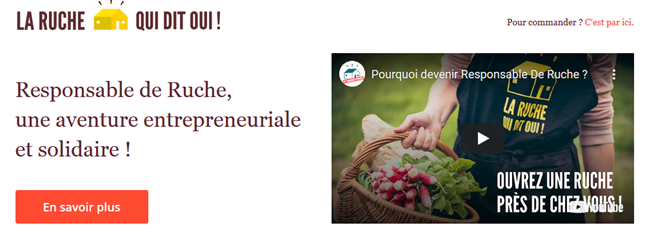 LA RUCHE QUI DIT OUI !
Pour commander ? C'est par ici.
Responsable de Ruche,
une aventure entrepreneuriale
et solidaire !
En savoir plus
Pourquoi devenir Responsable De Ruche ?
LA RUCHE
QUI DIT OUI !
OUVREZ UNE RUCHE
PRÈS DE CHEZ VOUS !
YouTube